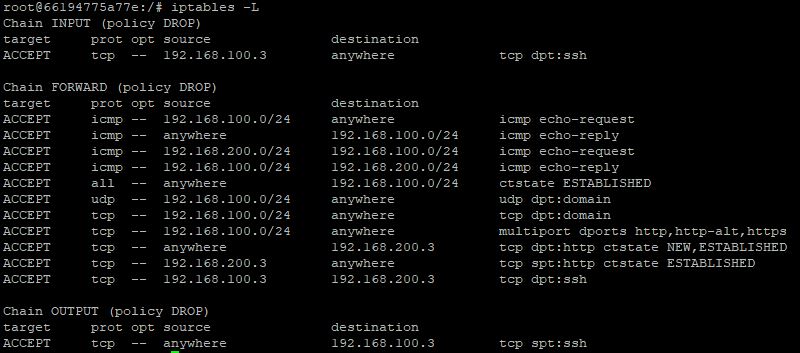 root@66194775a77e:/# iptables -L
Chain INPUT (policy DROP)
target     prot opt source               destination
ACCEPT     tcp  --  192.168.100.3        anywhere             tcp dpt:ssh

Chain FORWARD (policy DROP)
target     prot opt source               destination
ACCEPT     icmp --  192.168.100.0/24     anywhere             icmp echo-request
ACCEPT     icmp --  anywhere             192.168.100.0/24     icmp echo-reply
ACCEPT     icmp --  192.168.200.0/24     anywhere             icmp echo-request
ACCEPT     icmp --  192.168.100.0/24     192.168.200.0/24     icmp echo-reply
ACCEPT     all  --  anywhere             192.168.100.0/24     ctstate ESTABLISHED
ACCEPT     udp  --  192.168.100.0/24     anywhere             udp dpt:domain
ACCEPT     tcp  --  192.168.100.0/24     anywhere             tcp dpt:domain
ACCEPT     tcp  --  192.168.100.0/24     anywhere             multiport dports http,http-alt,https
ACCEPT     tcp  --  anywhere             192.168.200.3        tcp dpt:http ctstate NEW,ESTABLISHED
ACCEPT     tcp  --  192.168.200.3        anywhere             tcp spt:http ctstate ESTABLISHED
ACCEPT     tcp  --  192.168.100.3        192.168.200.3        tcp dpt:ssh

Chain OUTPUT (policy DROP)
target     prot opt source               destination
ACCEPT     tcp  --  anywhere             192.168.100.3        tcp spt:ssh